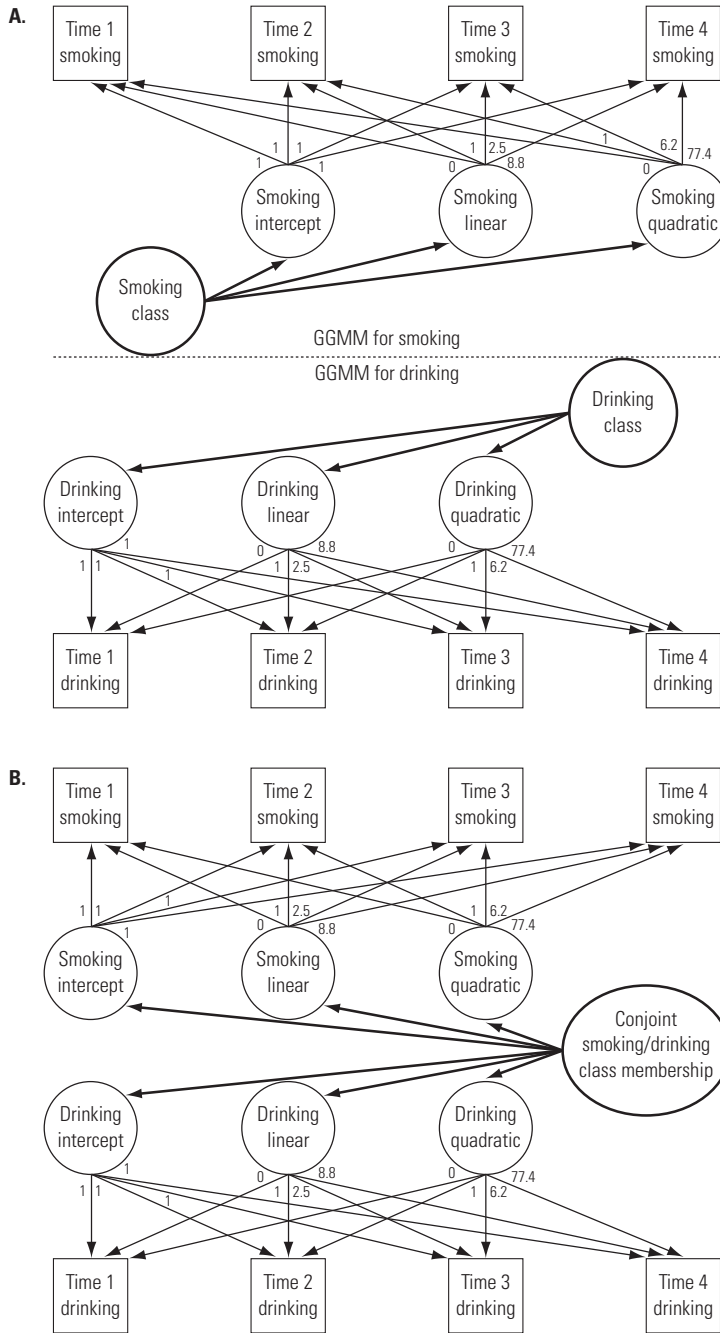 A.
Time 1 Time 2 Time 3 Time 4
smoking smoking smoking smoking
1 1 1 2.5 1 6.2
1 1 0 8.8 0 77.4
Smoking Smoking Smoking
intercept linear quadratic
Smoking
class
GGMM for smoking
GGMM for drinking
Drinking
class
Drinking Drinking Drinking
intercept linear quadratic
1 0 8.8 0 77.4
1 1 1 1 2.5 1 6.2
Time 1 Time 2 Time 3 Time 4
drinking drinking drinking drinking
B.
Time 1 Time 2 Time 3 Time 4
smoking smoking smoking smoking
1 1 1 1 2.5 1 6.2
1 0 8.8 0 77.4
Smoking Smoking Smoking
intercept linear quadratic
Conjoint
smoking/drinking
class membership
Drinking Drinking Drinking
intercept linear quadratic
1 0 8.8 0 77.4
1 1 1 1 2.5 1 6.2
Time 1 Time 2 Time 3 Time 4
drinking drinking drinking drinking